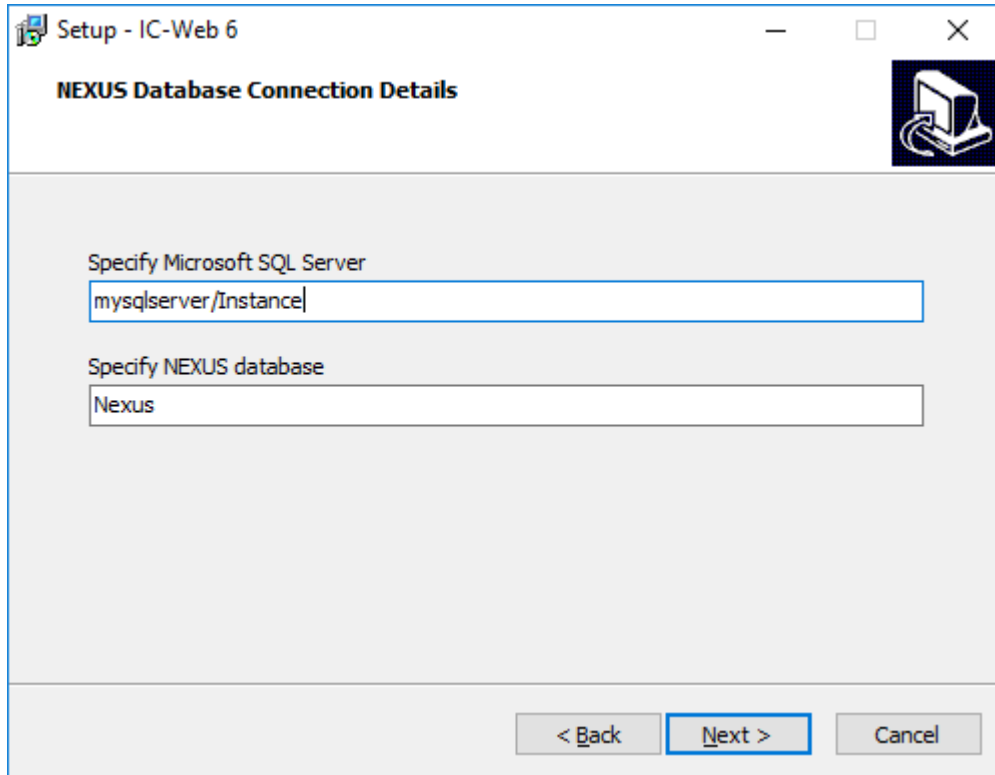 Setup - IC-Web 6
NEXUS Database Connection Details
Specify Microsoft SQL Server
mysqlserver/Instance
Specify NEXUS database
Nexus
< Back
Next >
Cancel